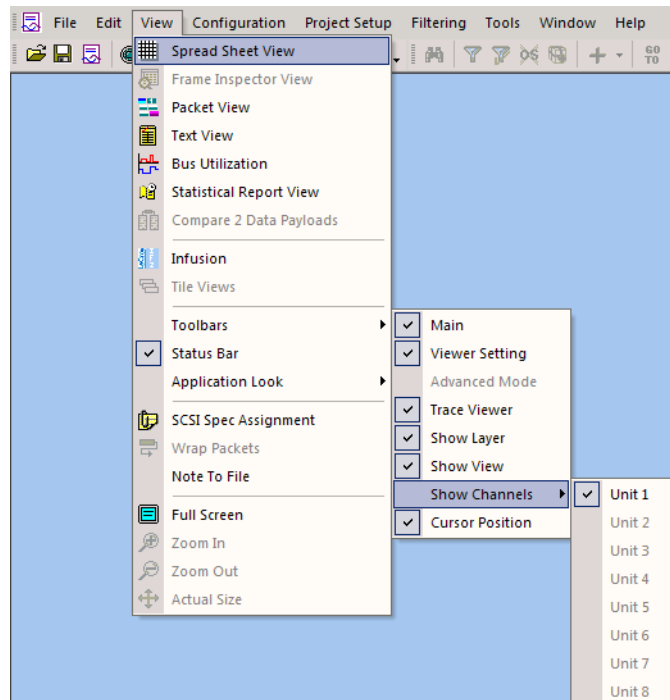 File Edit View Configuration Project Setup Filtering Tools Window Help
GO TO
Spread Sheet View
Frame Inspector View
Packet View
Text View
Bus Utilization
Statistical Report View
Compare 2 Data Payloads
Infusion
Tile Views
Toolbars
Status Bar
Application Look
SCSI Spec Assignment
Wrap Packets
Note To File
Full Screen
Zoom In
Zoom Out
Actual Size
Main
Viewer Setting
Advanced Mode
Trace Viewer
Show Layer
Show View
Show Channels
Cursor Position
Unit 1
Unit 2
Unit 3
Unit 4
Unit 5
Unit 6
Unit 7
Unit 8